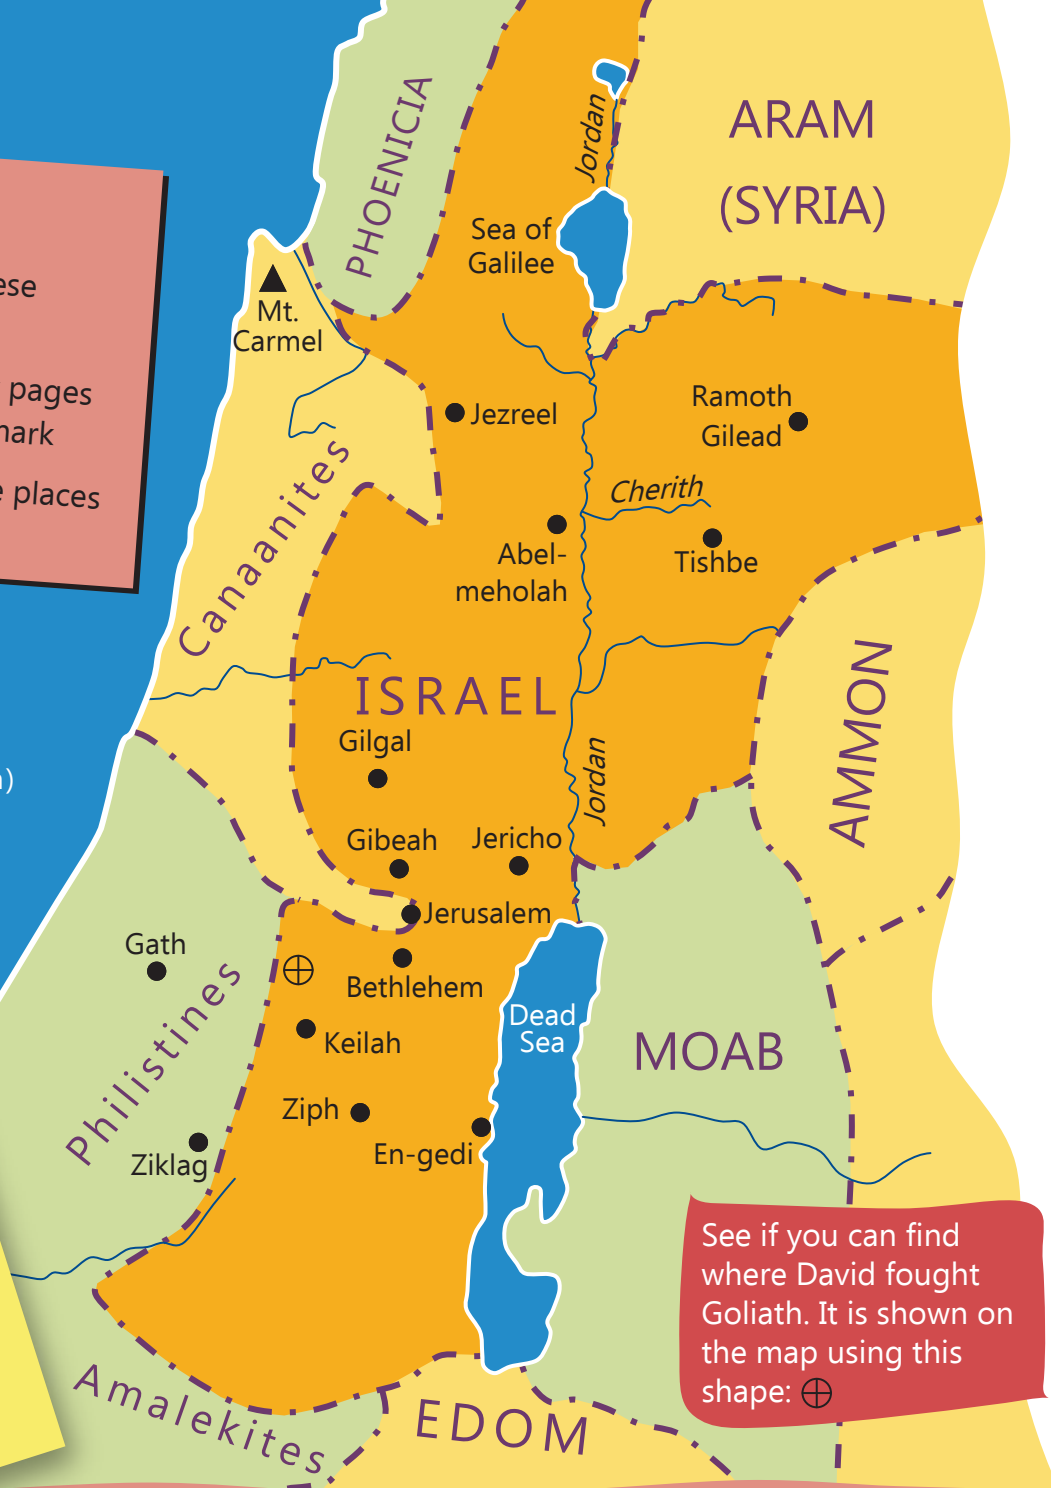 PHOENICIA
Jordan
ARAM
(SYRIA)
Sea of
Galilee
Mt.
Carmel
pages
places
Jezreel
Ramoth
Gilead
Canaanites
Cherith
Abel-
meholah
Tishbe
ISRAEL
Gilgal
Jordan
AMMON
Gibeah
Jericho
Jerusalem
Gath
Bethlehem
Philistines
Keilah
Dead
Sea
MOAB
Ziph
En-gedi
Ziklag
See if you can find
where David fought
Goliath. It is shown on
the map using this
shape:
Amalekites
EDOM